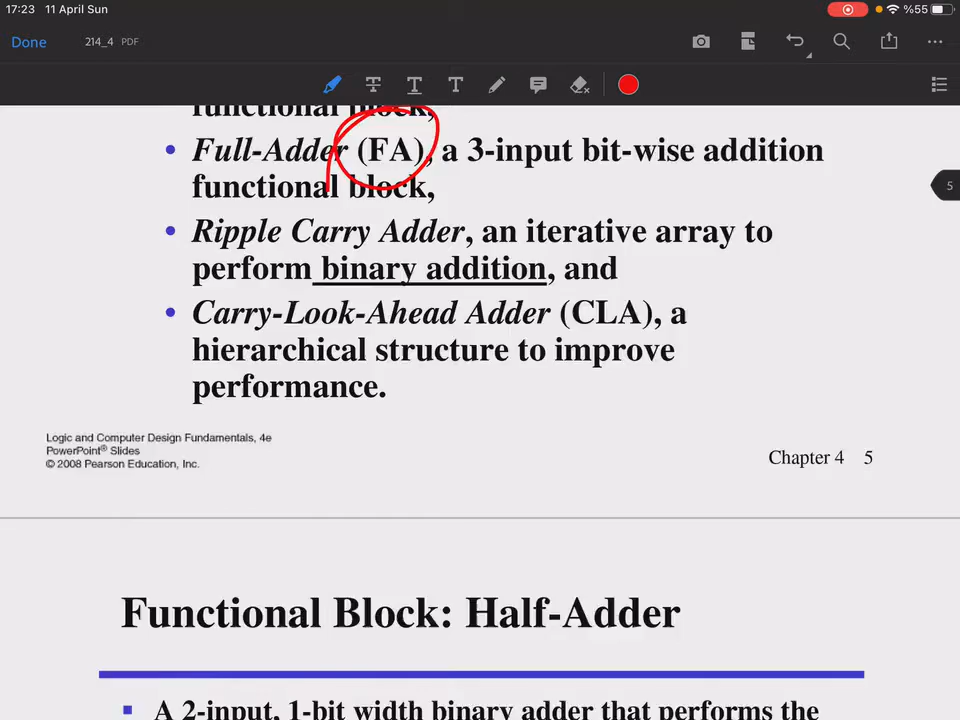 17:23 11 April Sun %55
Done 214_4 PDF
functional block,
• Full-Adder (FA), a 3-input bit-wise addition
functional block,
5
• Ripple Carry Adder, an iterative array to
perform binary addition, and
• Carry-Look-Ahead Adder (CLA), a
hierarchical structure to improve
performance.
Logic and Computer Design Fundamentals, 4e
PowerPoint® Slides
© 2008 Pearson Education, Inc.
Chapter 4 5
Functional Block: Half-Adder
▪ A 2-input, 1-bit width binary adder that performs the